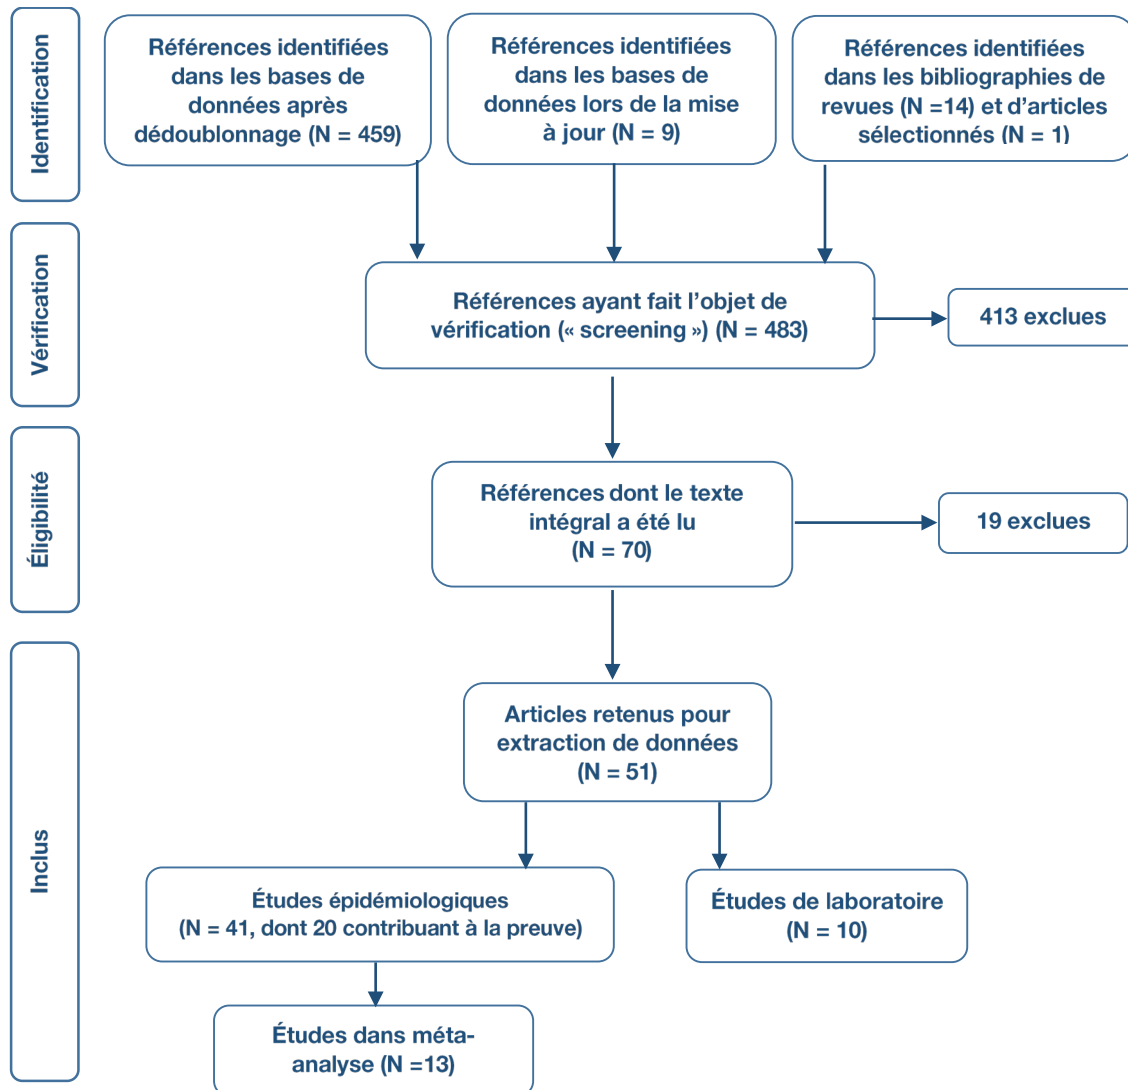 Identification
Références identifiées
dans les bases de
données après
dédoublonnage (N = 459)
Références identifiées
dans les bases de
données lors de la mise
à jour (N = 9)
Références identifiées
dans les bibliographies de
revues (N =14) et d’articles
sélectionnés (N = 1)
Vérification
Références ayant fait l’objet de
vérification (« screening ») (N = 483)
413 exclues
Éligibilité
Références dont le texte
intégral a été lu
(N = 70)
19 exclues
Inclus
Articles retenus pour
extraction de données
(N = 51)
Études épidémiologiques
(N = 41, dont 20 contribuant à la preuve)
Études de laboratoire
(N = 10)
Études dans méta-
analyse (N =13)